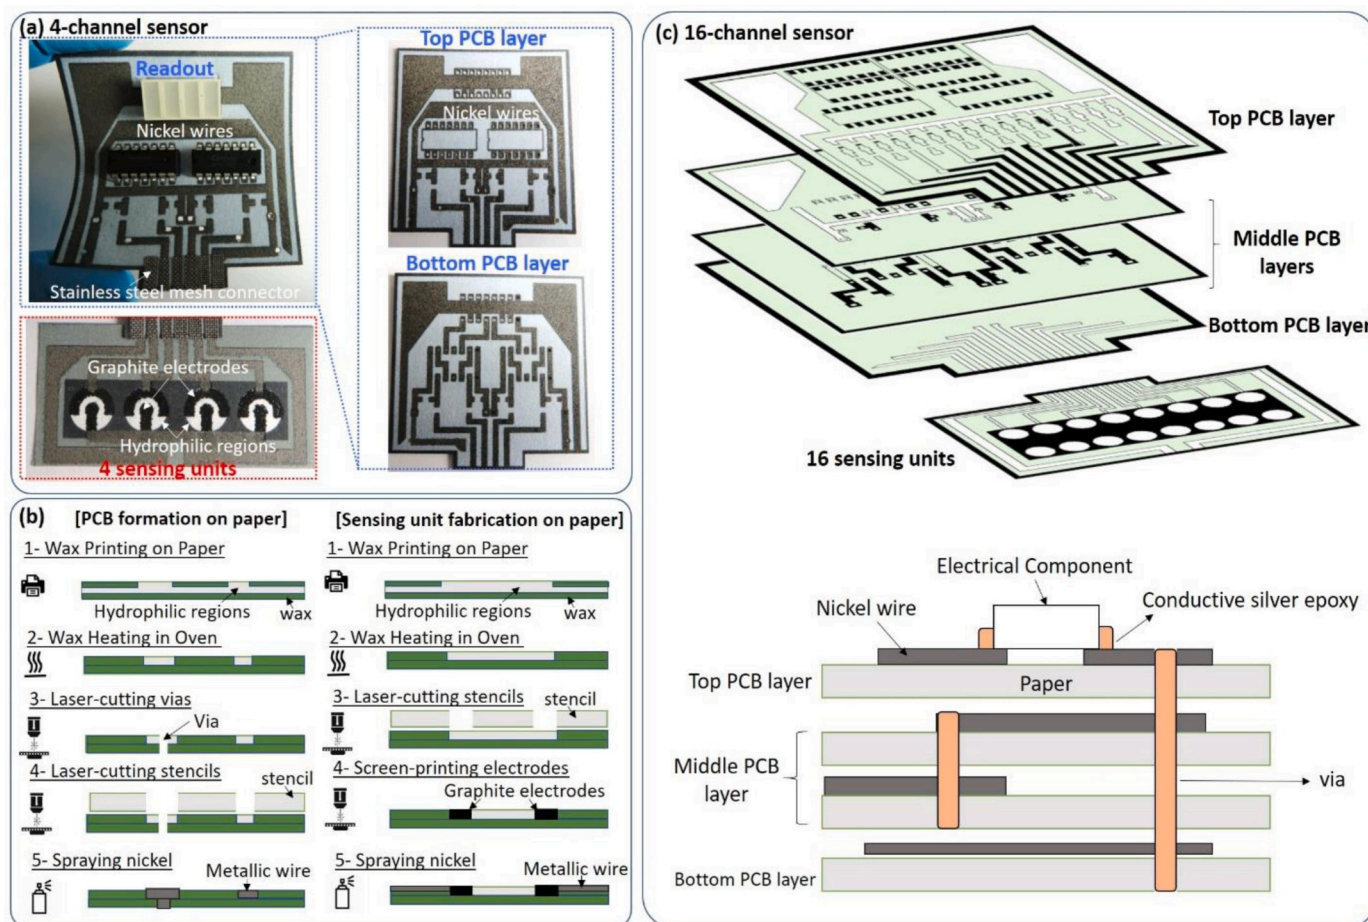 (a) 4-channel sensor
Readout
Nickel wires
Stainless steel mesh connector
Graphite electrodes
Hydrophilic regions
4 sensing units
Top PCB layer
Nickel wires
Bottom PCB layer
(b)
[PCB formation on paper]
1- Wax Printing on Paper
Hydrophilic regions
wax
2- Wax Heating in Oven
3- Laser-cutting vias
Via
4- Laser-cutting stencils
stencil
5- Spraying nickel
Metallic wire
[Sensing unit fabrication on paper]
1- Wax Printing on Paper
Hydrophilic regions
wax
2- Wax Heating in Oven
3- Laser-cutting stencils
stencil
4- Screen-printing electrodes
Graphite electrodes
5- Spraying nickel
Metallic wire
(c) 16-channel sensor
Top PCB layer
Middle PCB
layers
Bottom PCB layer
16 sensing units
Electrical Component
Nickel wire
Conductive silver epoxy
Top PCB layer
Paper
Middle PCB
layer
via
Bottom PCB layer